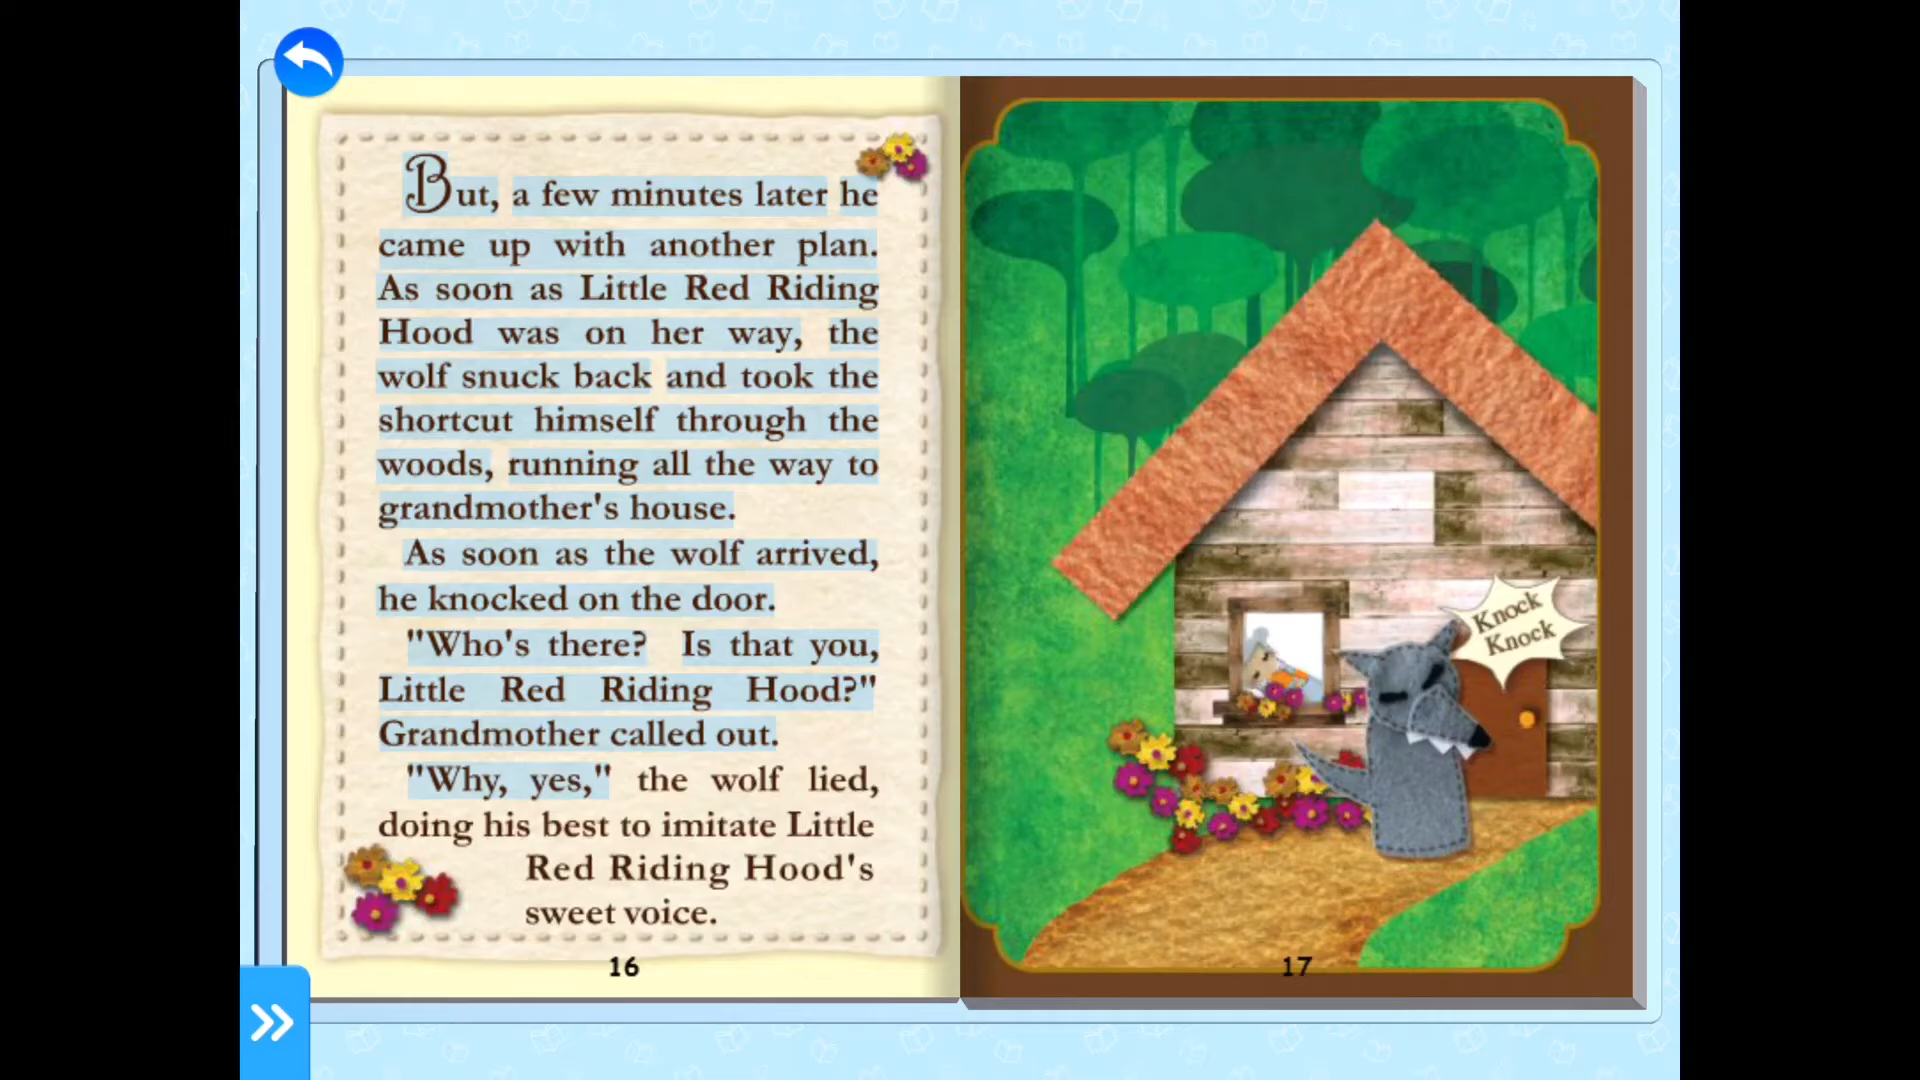 But, a few minutes later he
came up with another plan.
As soon as Little Red Riding
Hood was on her way, the
wolf snuck back and took the
shortcut himself through the
woods, running all the way to
grandmother's house.
As soon as the wolf arrived,
he knocked on the door.
"Who's there? Is that you,
Little Red Riding Hood?"
Grandmother called out.
"Why, yes," the wolf lied,
doing his best to imitate Little
Red Riding Hood's
sweet voice.
16
Knock
Knock
17